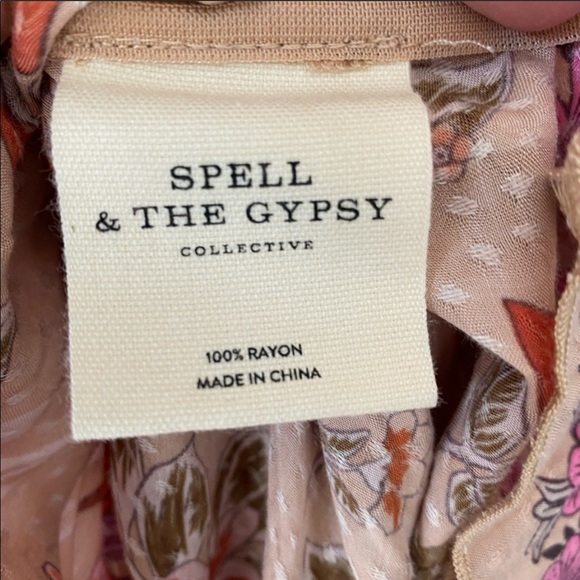 SPELL
& THE GYPSY
COLLECTIVE
100% RAYON
MADE IN CHINA